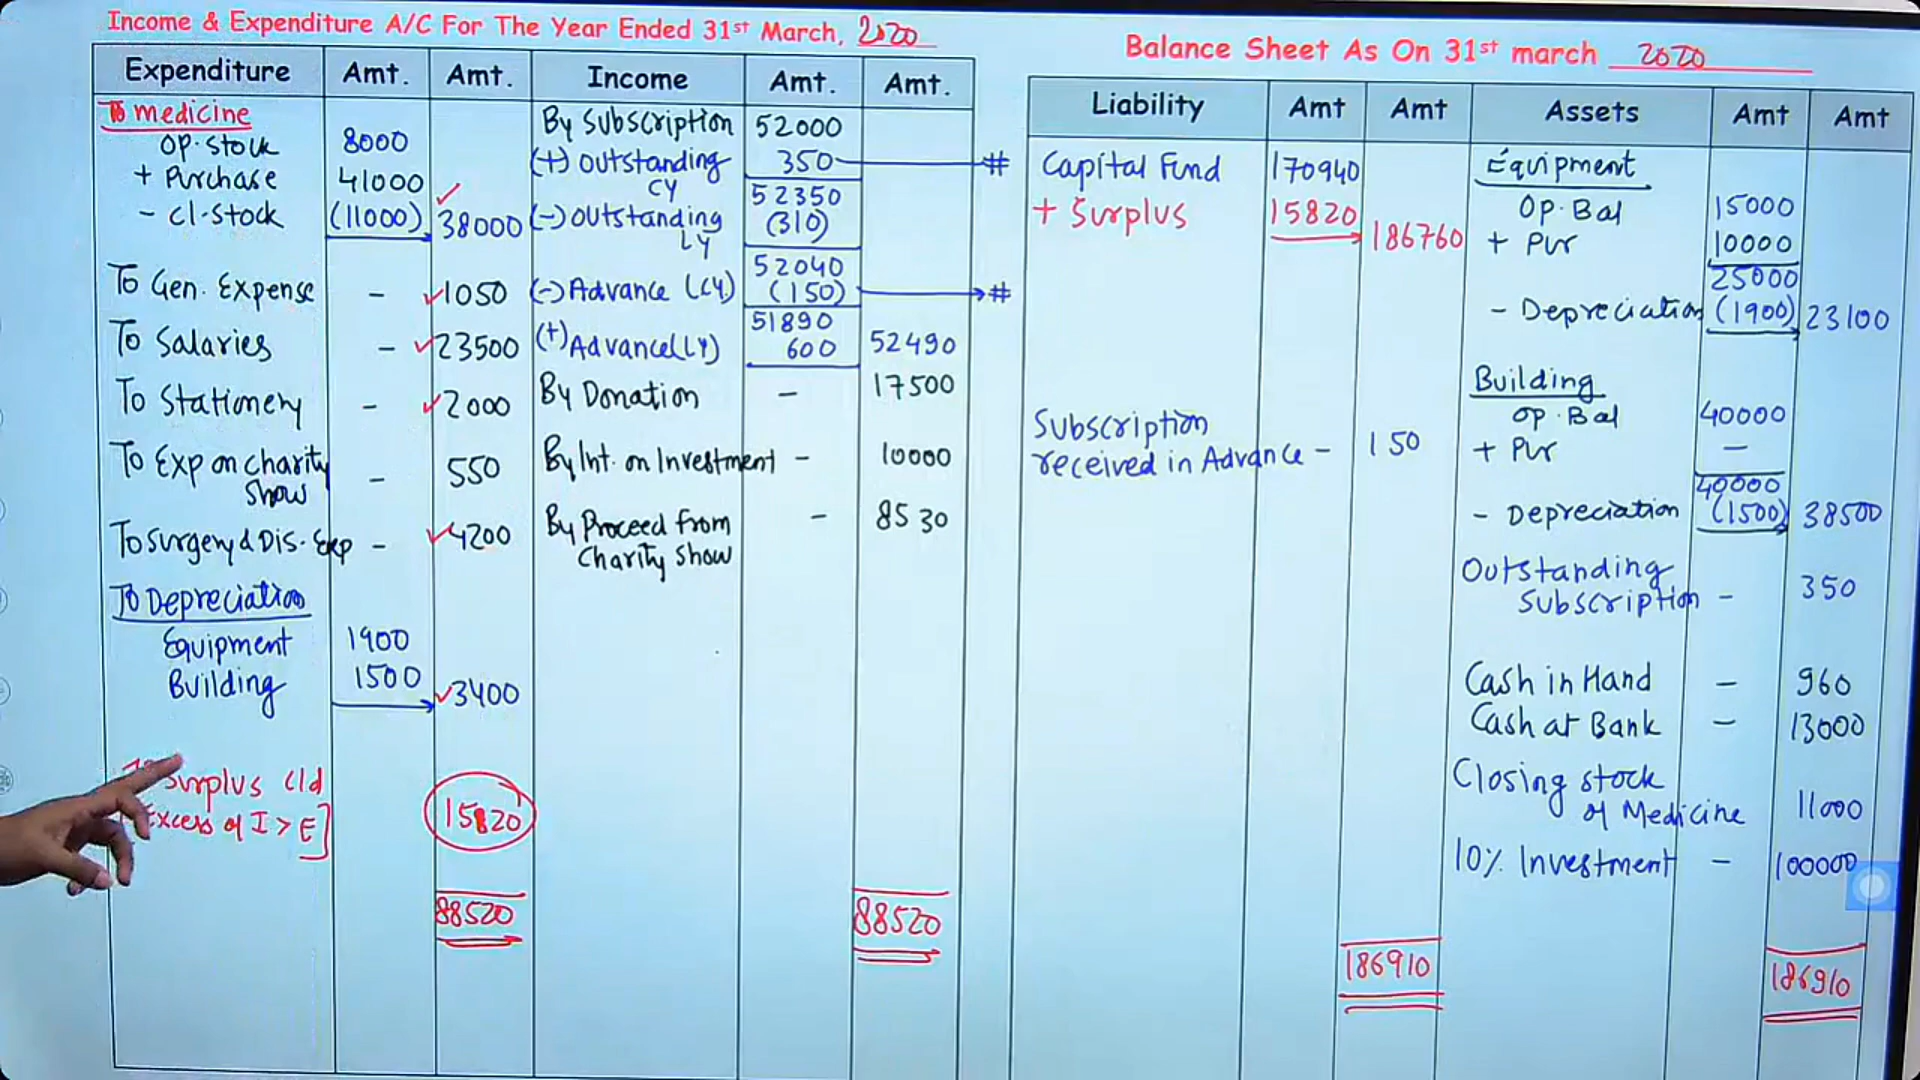 Income & Expenditure A/C For The Year Ended 31st March, 2020
Expenditure Amt. Amt. Income Amt. Amt.
To Medicine
Op. Stock 8000
+ Purchase 41000
- Cl. Stock (11000) 38000
To Gen. Expense - 1050
To Salaries - 23500
To Stationery - 2000
To Exp on charity - 550
Show
To Surgery & Dis. Exp - 4200
To Depreciation
Equipment 1900
Building 1500 3400
Surplus c/d 15820
Excess of I > E]
88520
By Subscription 52000
(+) Outstanding 350 #
CY 52350
(-) Outstanding (310)
LY
52040
(-) Advance (CY) (150) #
51890
(+) Advance (LY) 600 52490
By Donation - 17500
By Int. on Investment - 10000
By Proceed from - 8530
Charity Show
88520
Balance Sheet As On 31st march 2020
Liability Amt Amt Assets Amt Amt
Capital Fund 170940
+ Surplus 15820 186760
Subscription
received in Advance - 150
186910
Equipment
Op. Bal 15000
+ Pur 10000
25000
- Depreciation (1900) 23100
Building
Op. Bal 40000
+ Pur -
40000
- Depreciation (1500) 38500
Outstanding
Subscription - 350
Cash in Hand - 960
Cash at Bank - 13000
Closing Stock
of Medicine 11000
10% Investment - 100000
186910